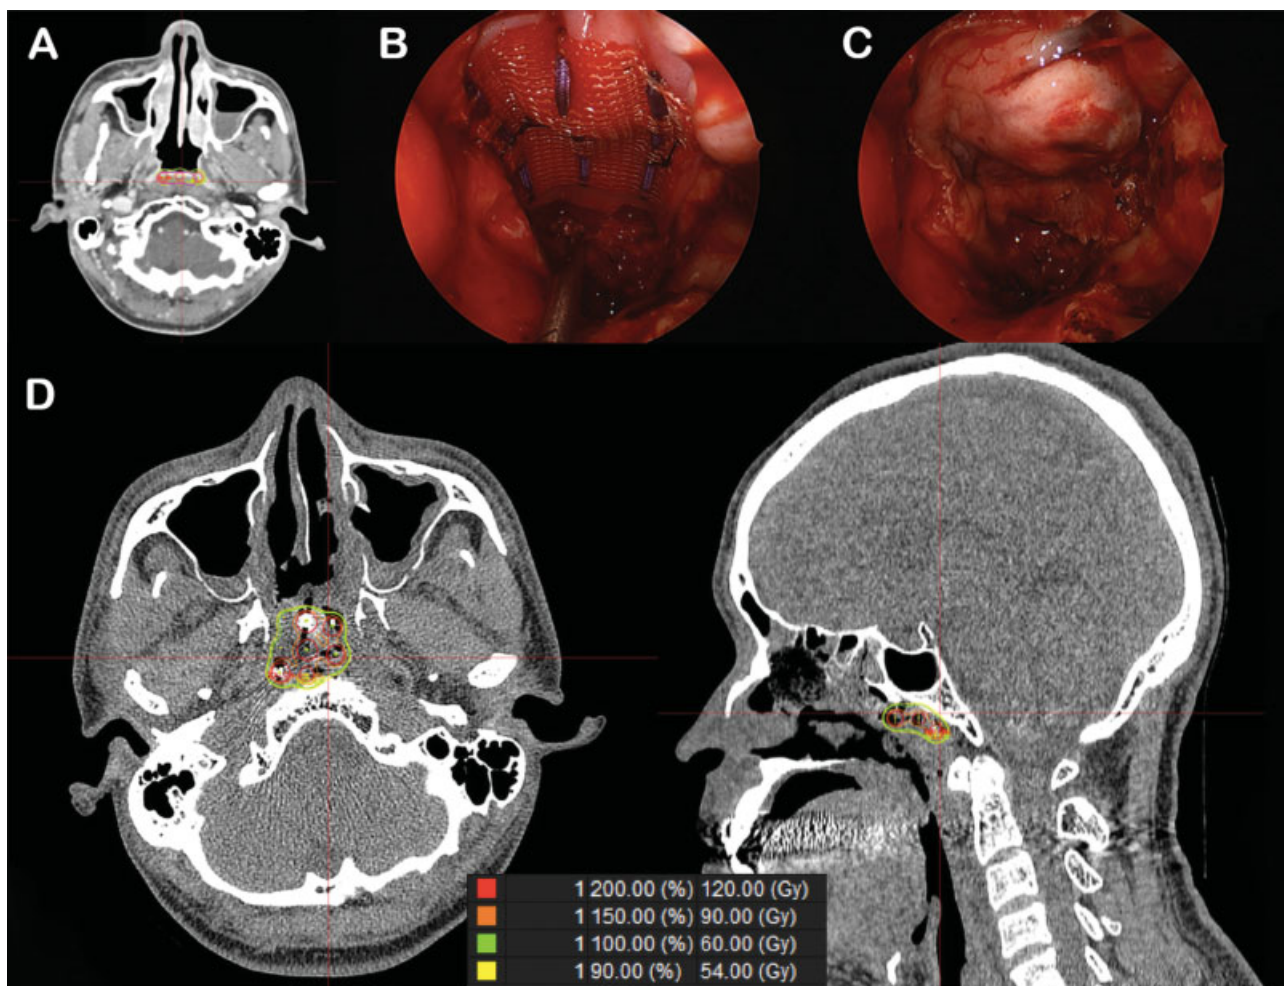 A
B
C
D
1 200.00 (%) 120.00 (Gy)
1 150.00 (%) 90.00 (Gy)
1 100.00 (%) 60.00 (Gy)
1 90.00 (%) 54.00 (Gy)